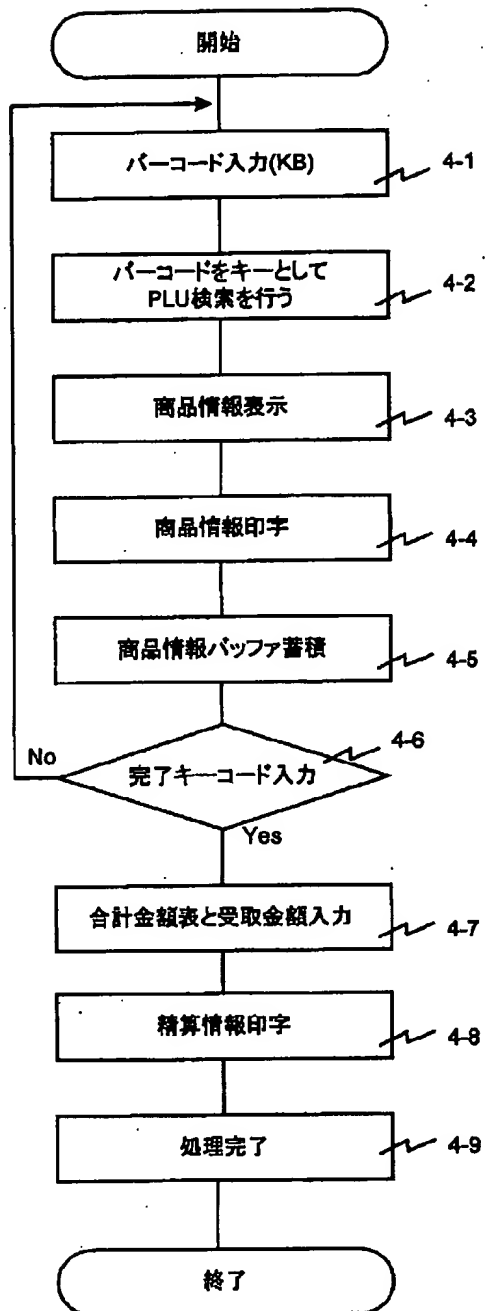 開始
バーコード入力(KB)
4-1
バーコードをキーとして
PLU検索を行う
4-2
商品情報表示
4-3
商品情報印字
4-4
商品情報バッファ蓄積
4-5
4-6
No
完了キーコード入力
Yes
合計金額表と受取金額入力
4-7
精算情報印字
4-8
処理完了
4-9
終了